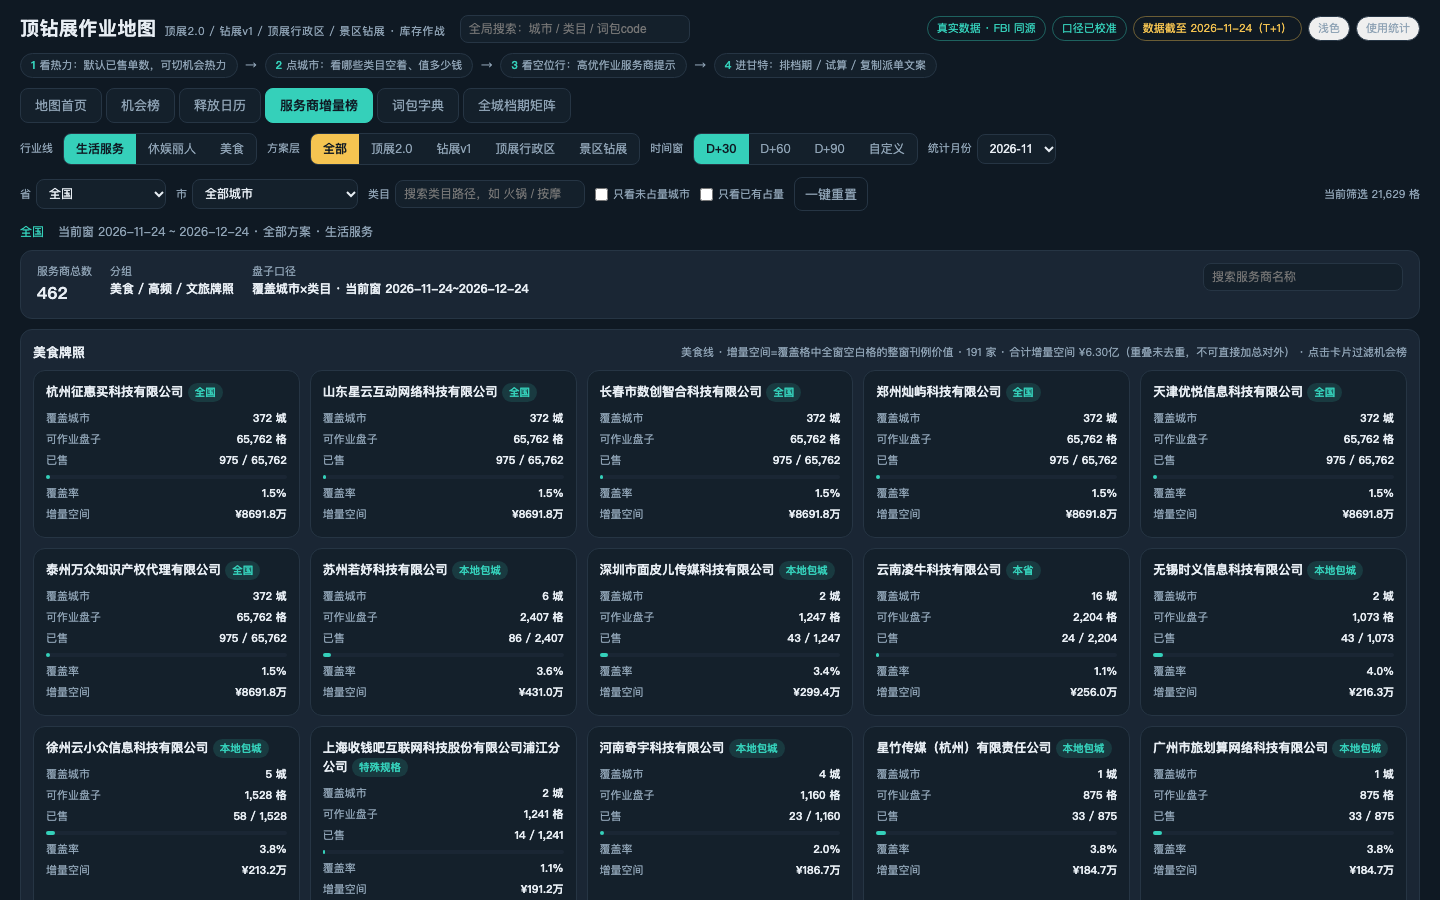 顶钻展作业地图 顶展2.0 / 钻展v1 / 顶展行政区 / 景区钻展 · 库存作战 全局搜索：城市 / 类目 / 词包code 真实数据 · FBI 同源 口径已校准 数据截至 2026-11-24（T+1） 浅色 使用统计
1 看热力：默认已售单数，可切机会热力 → 2 点城市：看哪些类目空着、值多少钱 → 3 看空位行：高优作业服务商提示 → 4 进甘特：排档期 / 试算 / 复制派单文案
地图首页 机会榜 释放日历 服务商增量榜 词包字典 全城档期矩阵
行业线 生活服务 休娱丽人 美食 方案层 全部 顶展2.0 钻展v1 顶展行政区 景区钻展 时间窗 D+30 D+60 D+90 自定义 统计月份 2026-11
省 全国 市 全部城市 类目 搜索类目路径，如 火锅 / 按摩 只看未占量城市 只看已有占量 一键重置 当前筛选 21,629 格
全国 当前窗 2026-11-24 ~ 2026-12-24 · 全部方案 · 生活服务
服务商总数 分组 盘子口径 搜索服务商名称
462 美食 / 高频 / 文旅牌照 覆盖城市×类目 · 当前窗 2026-11-24~2026-12-24
美食牌照 美食线 · 增量空间=覆盖格中全窗空白格的整窗刊例价值 · 191 家 · 合计增量空间 ¥6.30亿（重叠未去重，不可直接加总对外） · 点击卡片过滤机会榜
杭州征惠买科技有限公司 全国
覆盖城市 372 城
可作业盘子 65,762 格
已售 975 / 65,762
覆盖率 1.5%
增量空间 ¥8691.8万
山东星云互动网络科技有限公司 全国
覆盖城市 372 城
可作业盘子 65,762 格
已售 975 / 65,762
覆盖率 1.5%
增量空间 ¥8691.8万
长春市数创智合科技有限公司 全国
覆盖城市 372 城
可作业盘子 65,762 格
已售 975 / 65,762
覆盖率 1.5%
增量空间 ¥8691.8万
郑州灿屿科技有限公司 全国
覆盖城市 372 城
可作业盘子 65,762 格
已售 975 / 65,762
覆盖率 1.5%
增量空间 ¥8691.8万
天津优悦信息科技有限公司 全国
覆盖城市 372 城
可作业盘子 65,762 格
已售 975 / 65,762
覆盖率 1.5%
增量空间 ¥8691.8万
泰州万众知识产权代理有限公司 全国
覆盖城市 372 城
可作业盘子 65,762 格
已售 975 / 65,762
覆盖率 1.5%
增量空间 ¥8691.8万
苏州若妤科技有限公司 本地包城
覆盖城市 6 城
可作业盘子 2,407 格
已售 86 / 2,407
覆盖率 3.6%
增量空间 ¥431.0万
深圳市面皮儿传媒科技有限公司 本地包城
覆盖城市 2 城
可作业盘子 1,247 格
已售 43 / 1,247
覆盖率 3.4%
增量空间 ¥299.4万
云南凌牛科技有限公司 本省
覆盖城市 16 城
可作业盘子 2,204 格
已售 24 / 2,204
覆盖率 1.1%
增量空间 ¥256.0万
无锡时义信息科技有限公司 本地包城
覆盖城市 2 城
可作业盘子 1,073 格
已售 43 / 1,073
覆盖率 4.0%
增量空间 ¥216.3万
徐州云小众信息科技有限公司 本地包城
覆盖城市 5 城
可作业盘子 1,528 格
已售 58 / 1,528
覆盖率 3.8%
增量空间 ¥213.2万
上海收钱吧互联网科技股份有限公司浦江分
公司 特殊规格
覆盖城市 2 城
可作业盘子 1,241 格
已售 14 / 1,241
覆盖率 1.1%
增量空间 ¥191.2万
河南奇宇科技有限公司 本地包城
覆盖城市 4 城
可作业盘子 1,160 格
已售 23 / 1,160
覆盖率 2.0%
增量空间 ¥186.7万
星竹传媒（杭州）有限责任公司 本地包城
覆盖城市 1 城
可作业盘子 875 格
已售 33 / 875
覆盖率 3.8%
增量空间 ¥184.7万
广州市旅划算网络科技有限公司 本地包城
覆盖城市 1 城
可作业盘子 875 格
已售 33 / 875
覆盖率 3.8%
增量空间 ¥184.7万